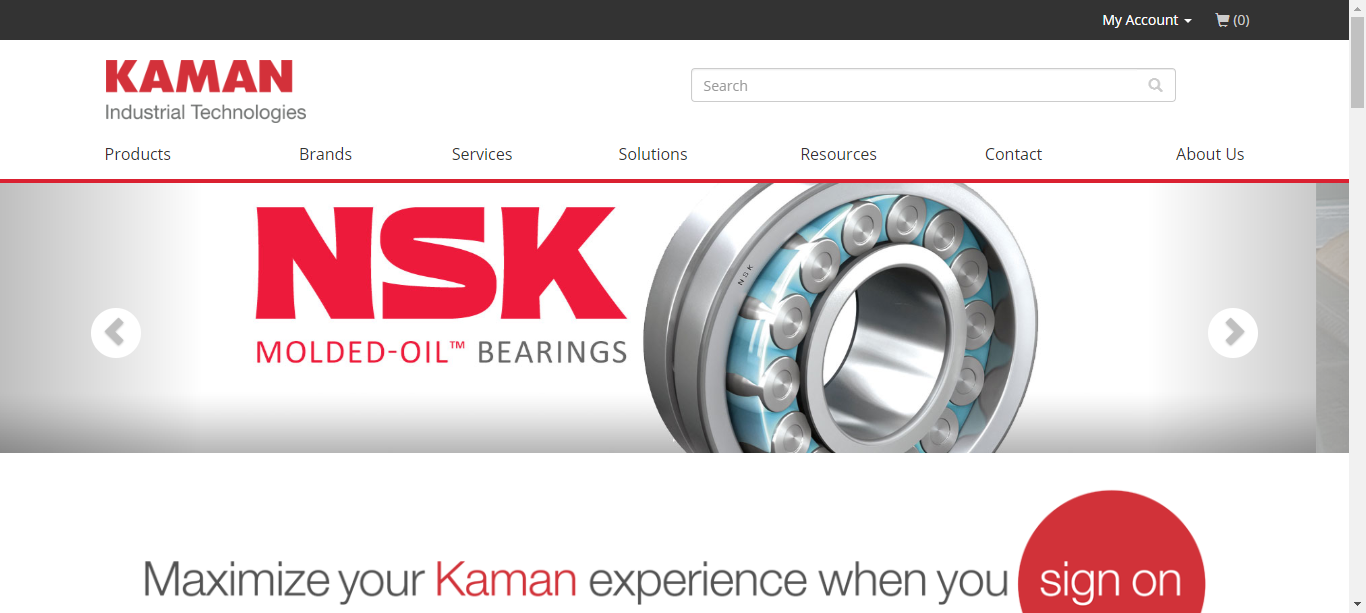 My Account (0)
KAMAN
Industrial Technologies
Search
Products Brands Services Solutions Resources Contact About Us
NSK
MOLDED-OIL™ BEARINGS
NSK
Maximize your Kaman experience when you sign on